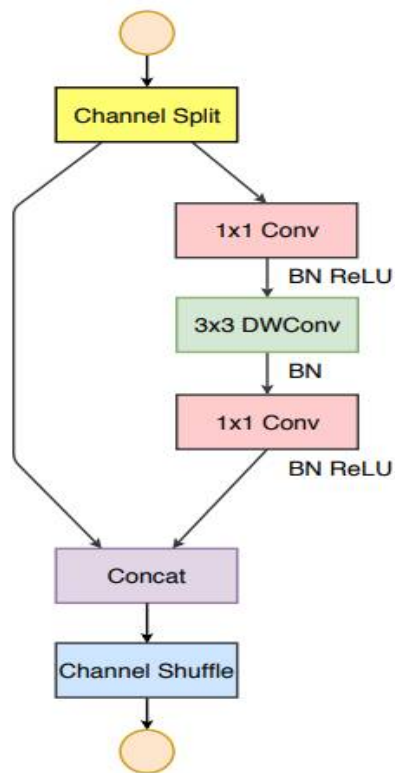 Channel Split
1x1 Conv
BN ReLU
3x3 DWConv
BN
1x1 Conv
BN ReLU
Concat
Channel Shuffle